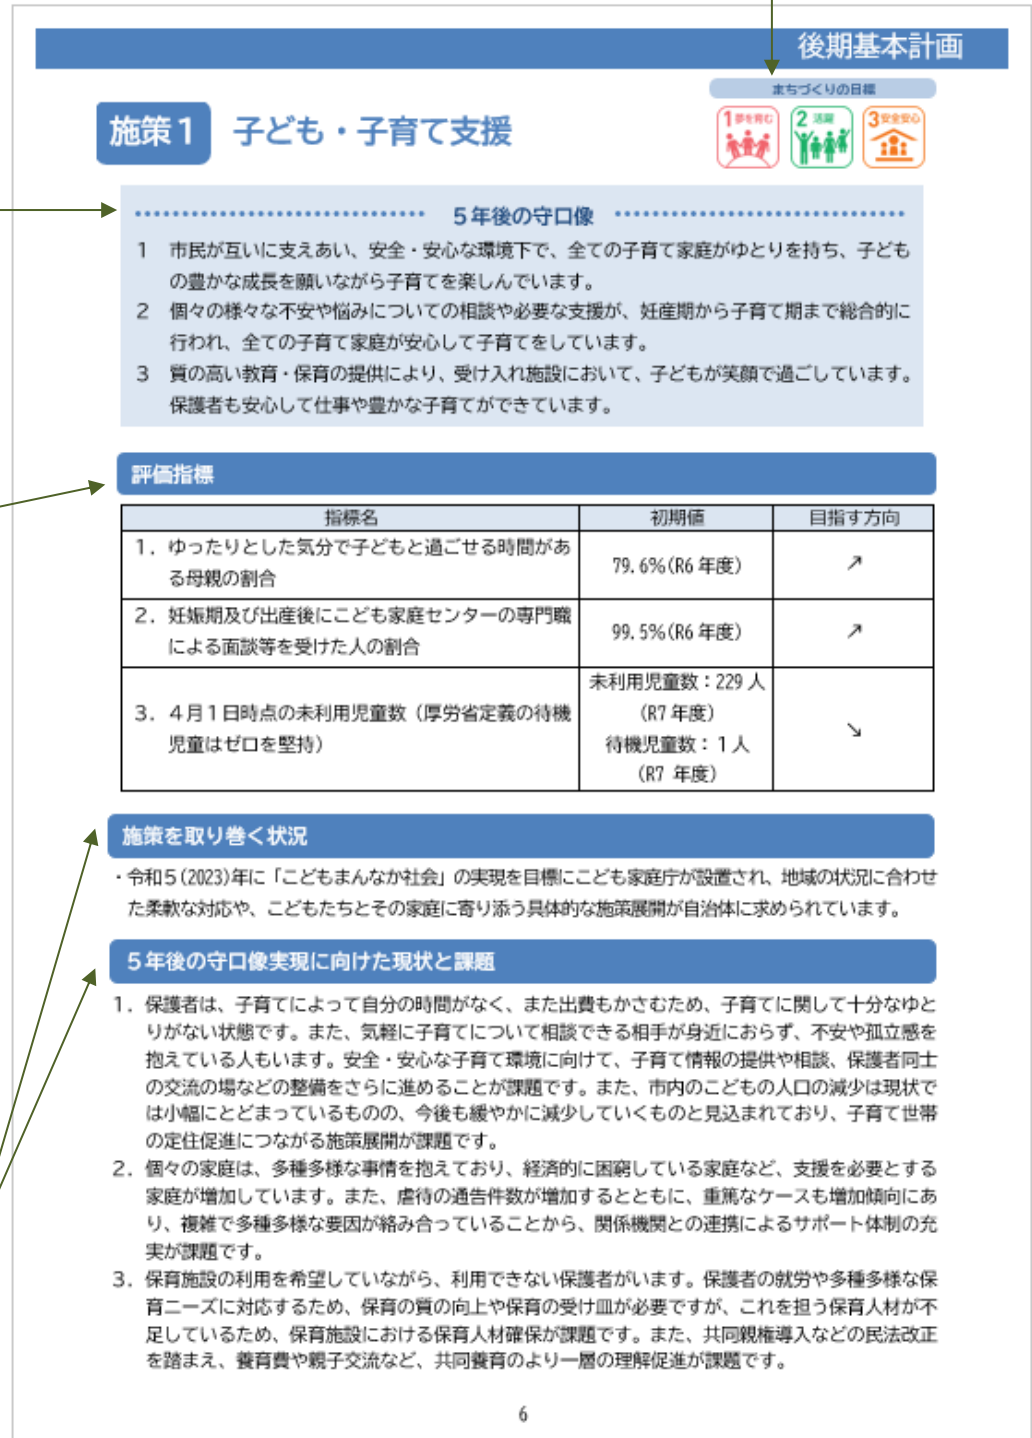 後期基本計画
まちづくりの目標
施策1 子ども・子育て支援
1 夢を育む 2 活躍 3 安全安心
5年後の守口像
1 市民が互いに支えあい、安全・安心な環境下で、全ての子育て家庭がゆとりを持ち、子ども
の豊かな成長を願いながら子育てを楽しんでいます。
2 個々の様々な不安や悩みについての相談や必要な支援が、妊産期から子育て期まで総合的に
行われ、全ての子育て家庭が安心して子育てをしています。
3 質の高い教育・保育の提供により、受け入れ施設において、子どもが笑顔で過ごしています。
保護者も安心して仕事や豊かな子育てができています。
評価指標
指標名 初期値 目指す方向
1. ゆったりとした気分で子どもと過ごせる時間があ
る母親の割合
79.6%(R6年度) ↗
2. 妊娠期及び出産後にこども家庭センターの専門職
による面談等を受けた人の割合
99.5%(R6年度) ↗
3. 4月1日時点の未利用児童数（厚労省定義の待機
児童はゼロを堅持）
未利用児童数：229人
（R7年度）
待機児童数：1人
（R7 年度）
↘
施策を取り巻く状況
・令和5(2023)年に「こどもまんなか社会」の実現を目標にこども家庭庁が設置され、地域の状況に合わせ
た柔軟な対応や、こどもたちとその家庭に寄り添う具体的な施策展開が自治体に求められています。
5年後の守口像実現に向けた現状と課題
1. 保護者は、子育てによって自分の時間がなく、また出費もかさむため、子育てに関して十分なゆと
りがない状態です。また、気軽に子育てについて相談できる相手が身近におらず、不安や孤立感を
抱えている人もいます。安全・安心な子育て環境に向けて、子育て情報の提供や相談、保護者同士
の交流の場などの整備をさらに進めることが課題です。また、市内のこどもの人口の減少は現状で
は小幅にとどまっているものの、今後も緩やかに減少していくものと見込まれており、子育て世帯
の定住促進につながる施策展開が課題です。
2. 個々の家庭は、多種多様な事情を抱えており、経済的に困窮している家庭など、支援を必要とする
家庭が増加しています。また、虐待の通告件数が増加するとともに、重篤なケースも増加傾向にあ
り、複雑で多種多様な要因が絡み合っていることから、関係機関との連携によるサポート体制の充
実が課題です。
3. 保育施設の利用を希望していながら、利用できない保護者がいます。保護者の就労や多種多様な保
育ニーズに対応するため、保育の質の向上や保育の受け皿が必要ですが、これを担う保育人材が不
足しているため、保育施設における保育人材確保が課題です。また、共同親権導入などの民法改正
を踏まえ、養育費や親子交流など、共同養育のより一層の理解促進が課題です。
6